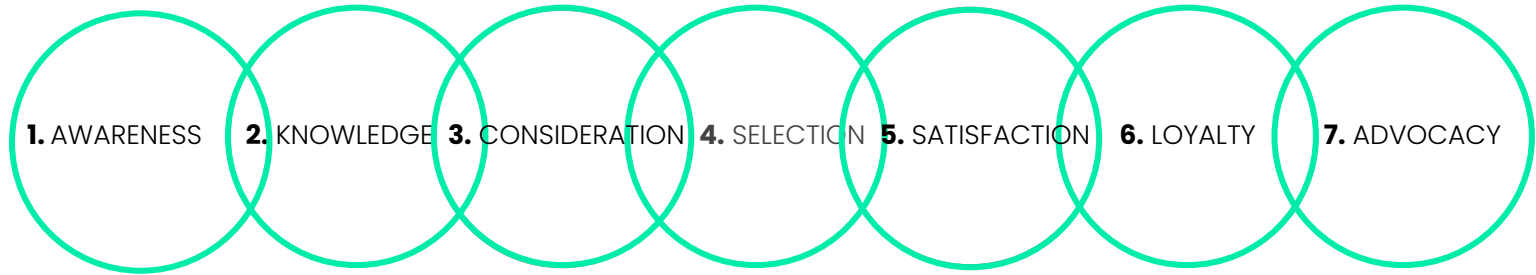 1. AWARENESS 2. KNOWLEDGE 3. CONSIDERATION 4. SELECTION 5. SATISFACTION 6. LOYALTY 7. ADVOCACY